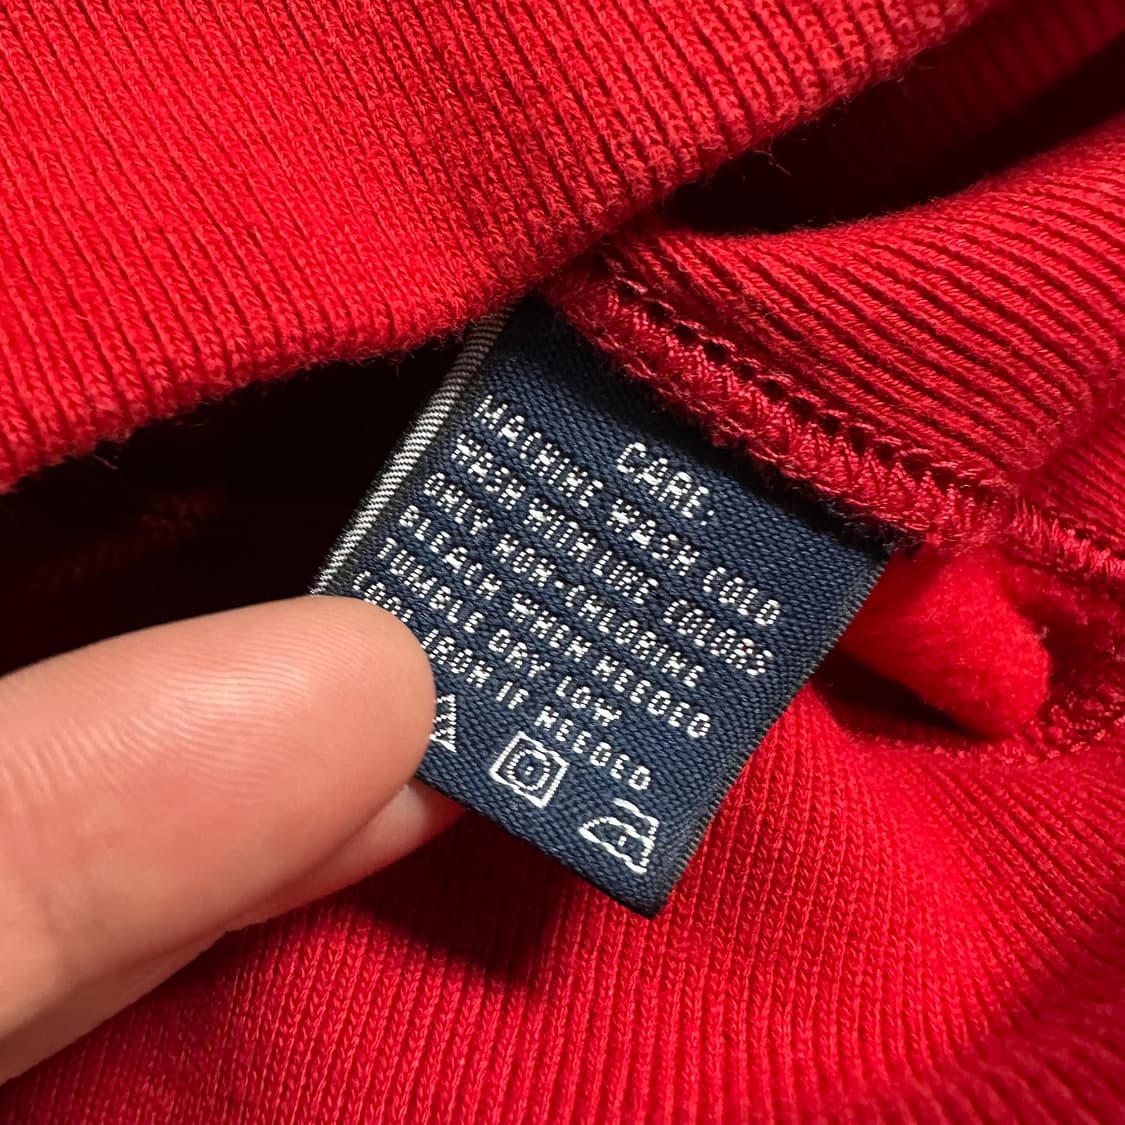 CARE:
MACHINE WASH COLD
WASH WITH LIKE COLORS
ONLY NON-CHLORINE
BLEACH WHEN NEEDED
TUMBLE DRY LOW
COOL IRON IF NEEDED